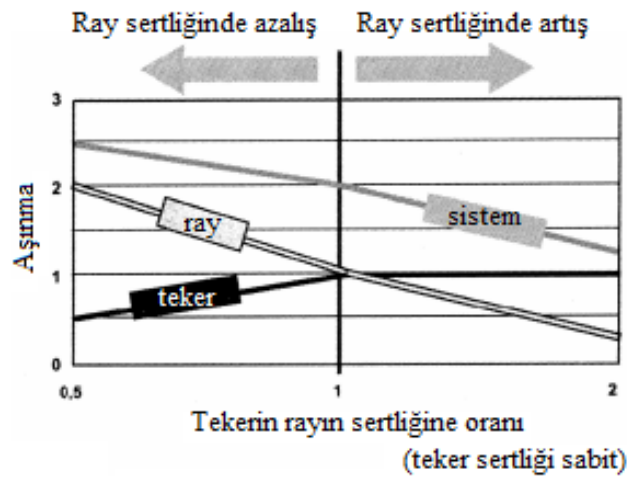 Ray sertliğinde azalış
Ray sertliğinde artış
3
2
1
0
Aşınma
ray
sistem
teker
0,5
1
2
Tekerin rayın sertliğine oranı
(teker sertliği sabit)